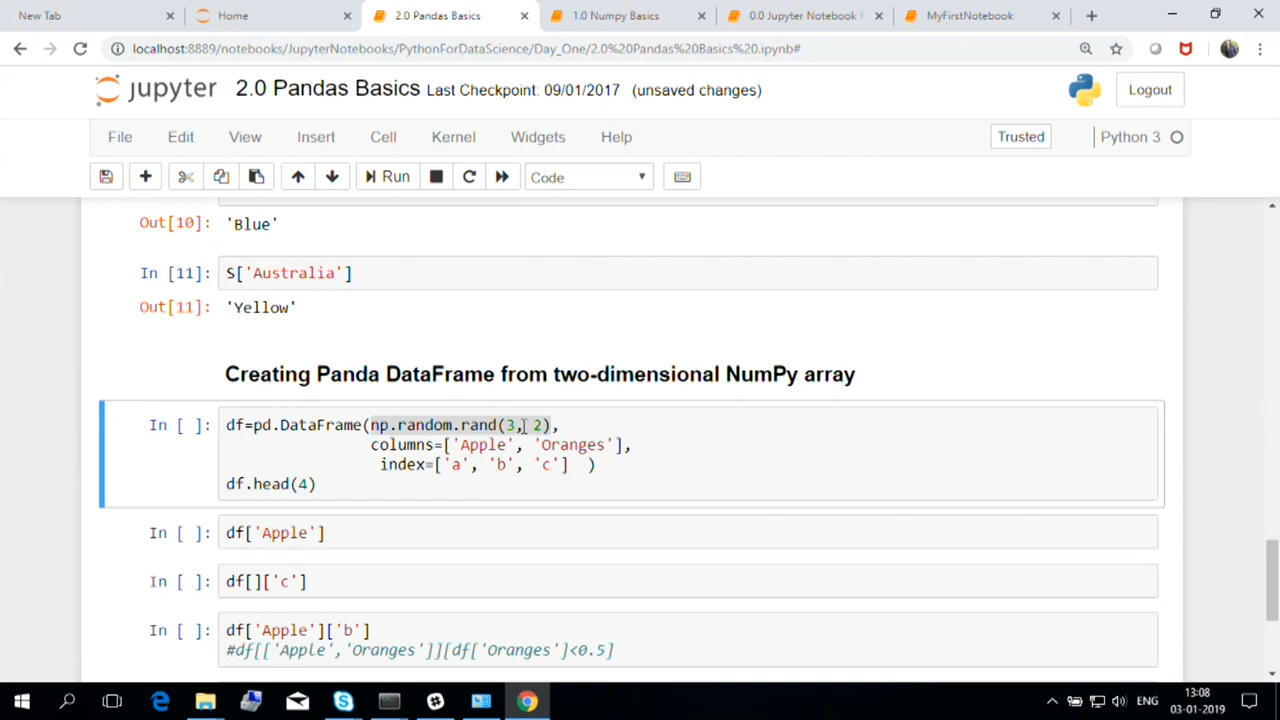 New Tab
Home
2.0 Pandas Basics
1.0 Numpy Basics
0.0 Jupyter Notebook
MyFirstNotebook
localhost:8889/notebooks/JupyterNotebooks/PythonForDataScience/Day_One/2.0%20Pandas%20Basics%20.ipynb#
jupyter 2.0 Pandas Basics Last Checkpoint: 09/01/2017 (unsaved changes) Logout
File Edit View Insert Cell Kernel Widgets Help Trusted Python 3
Run Code
Out[10]: 'Blue'
In [11]: S['Australia']
Out[11]: 'Yellow'
Creating Panda DataFrame from two-dimensional NumPy array
In [ ]: df=pd.DataFrame(np.random.rand(3, 2),
columns=['Apple', 'Oranges'],
index=['a', 'b', 'c'] )
df.head(4)
In [ ]: df['Apple']
In [ ]: df[]['c']
In [ ]: df['Apple']['b']
#df[['Apple','Oranges']][df['Oranges']<0.5]
ENG
13:08
03-01-2019